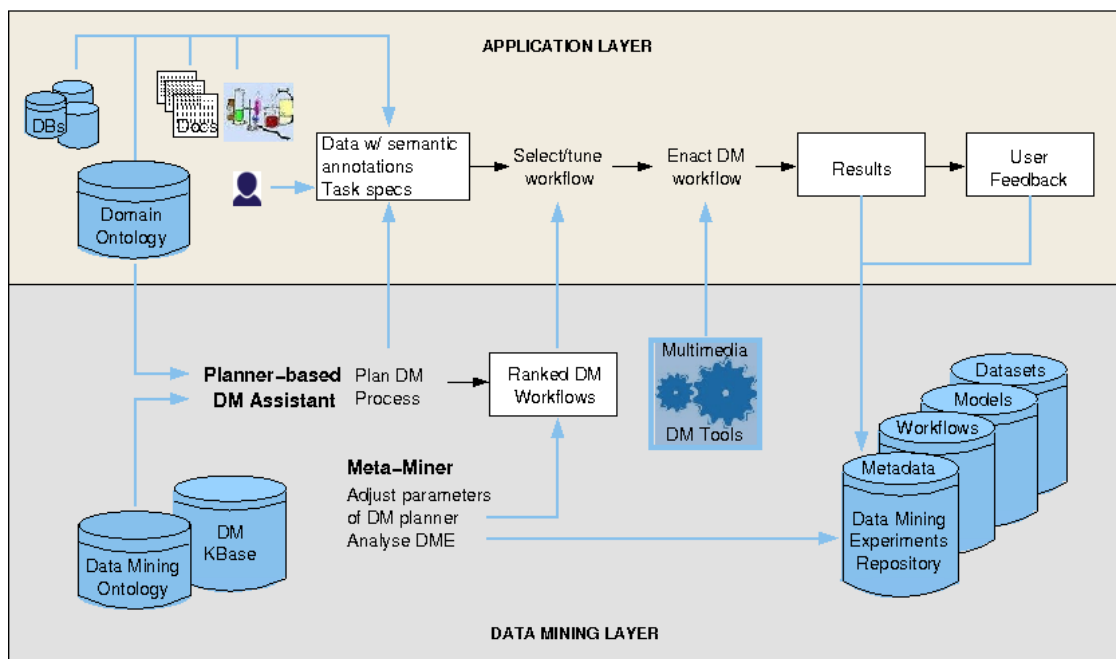 APPLICATION LAYER
DBs
Docs
Data w/ semantic
annotations
Task specs
Select/tune
workflow
Enact DM
workflow
Results
User
Feedback
Domain
Ontology
Planner-based
DM Assistant
Plan DM
Process
Ranked DM
Workflows
Multimedia
DM Tools
Datasets
Models
Workflows
Metadata
Data Mining
Experiments
Repository
Meta-Miner
Adjust parameters
of DM planner
Analyse DME
DM
KBase
Data Mining
Ontology
DATA MINING LAYER